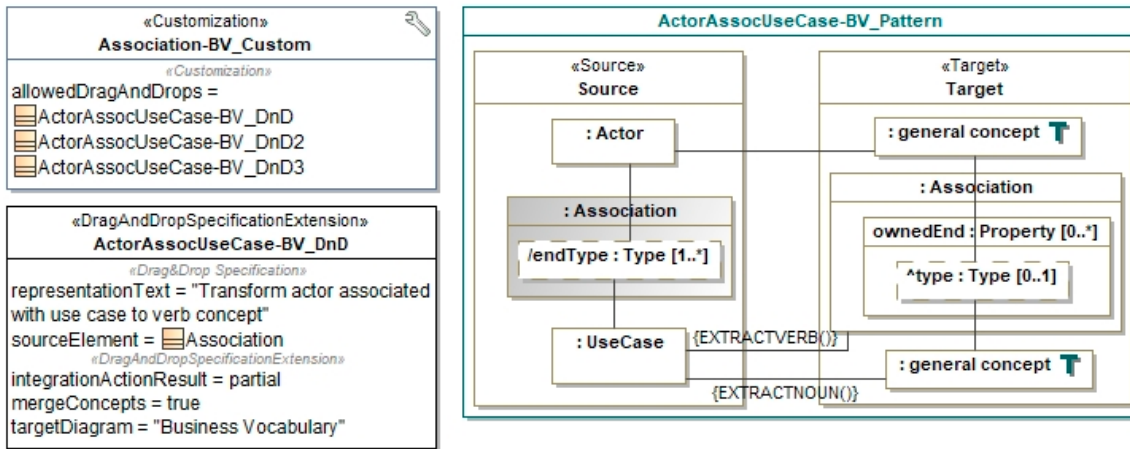 «Customization»
Association-BV_Custom
«Customization»
allowedDragAndDrops =
ActorAssocUseCase-BV_DnD
ActorAssocUseCase-BV_DnD2
ActorAssocUseCase-BV_DnD3
«DragAndDropSpecificationExtension»
ActorAssocUseCase-BV_DnD
«Drag&Drop Specification»
representationText = "Transform actor associated
with use case to verb concept"
sourceElement = Association
«DragAndDropSpecificationExtension»
integrationActionResult = partial
mergeConcepts = true
targetDiagram = "Business Vocabulary"
ActorAssocUseCase-BV_Pattern
«Source»
Source
: Actor
: Association
/endType : Type [1..*]
: UseCase
{EXTRACTVERB()}
{EXTRACTNOUN()}
«Target»
Target
: general concept
: Association
ownedEnd : Property [0..*]
^type : Type [0..1]
: general concept